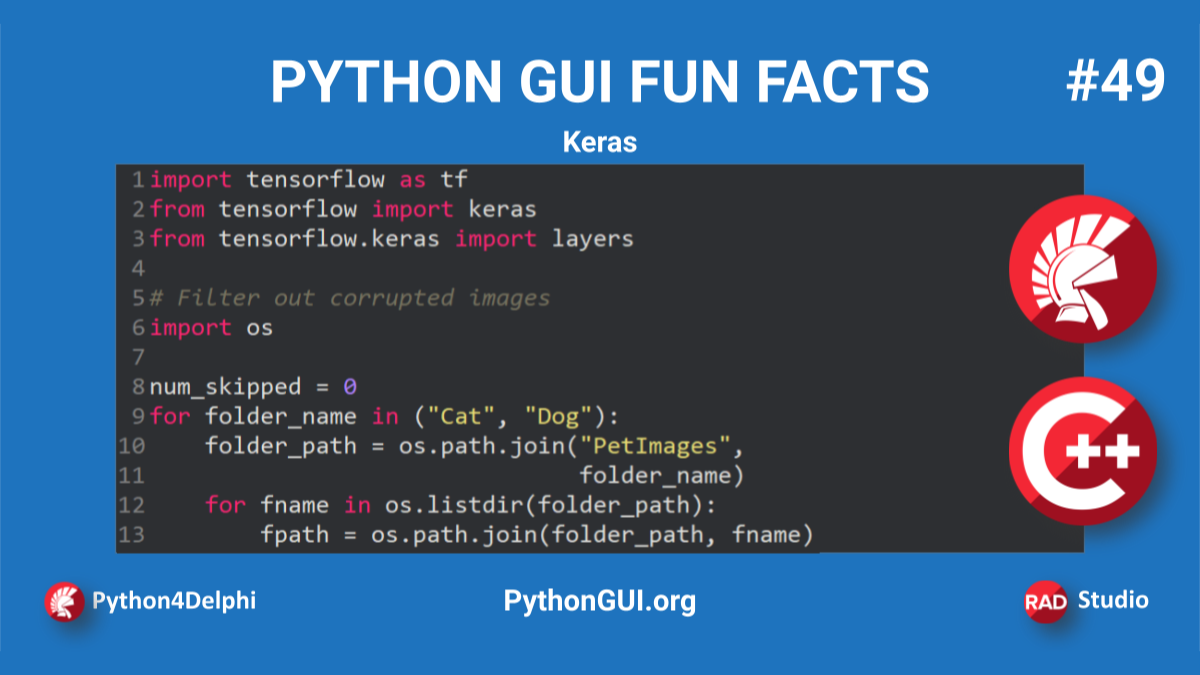 PYTHON GUI FUN FACTS
#49
Keras
1 import tensorflow as tf
2 from tensorflow import keras
3 from tensorflow.keras import layers
4
5 # Filter out corrupted images
6 import os
7
8 num_skipped = 0
9 for folder_name in ("Cat", "Dog"):
10     folder_path = os.path.join("PetImages",
11                                folder_name)
12     for fname in os.listdir(folder_path):
13         fpath = os.path.join(folder_path, fname)
C++
Python4Delphi
PythonGUI.org
RAD Studio